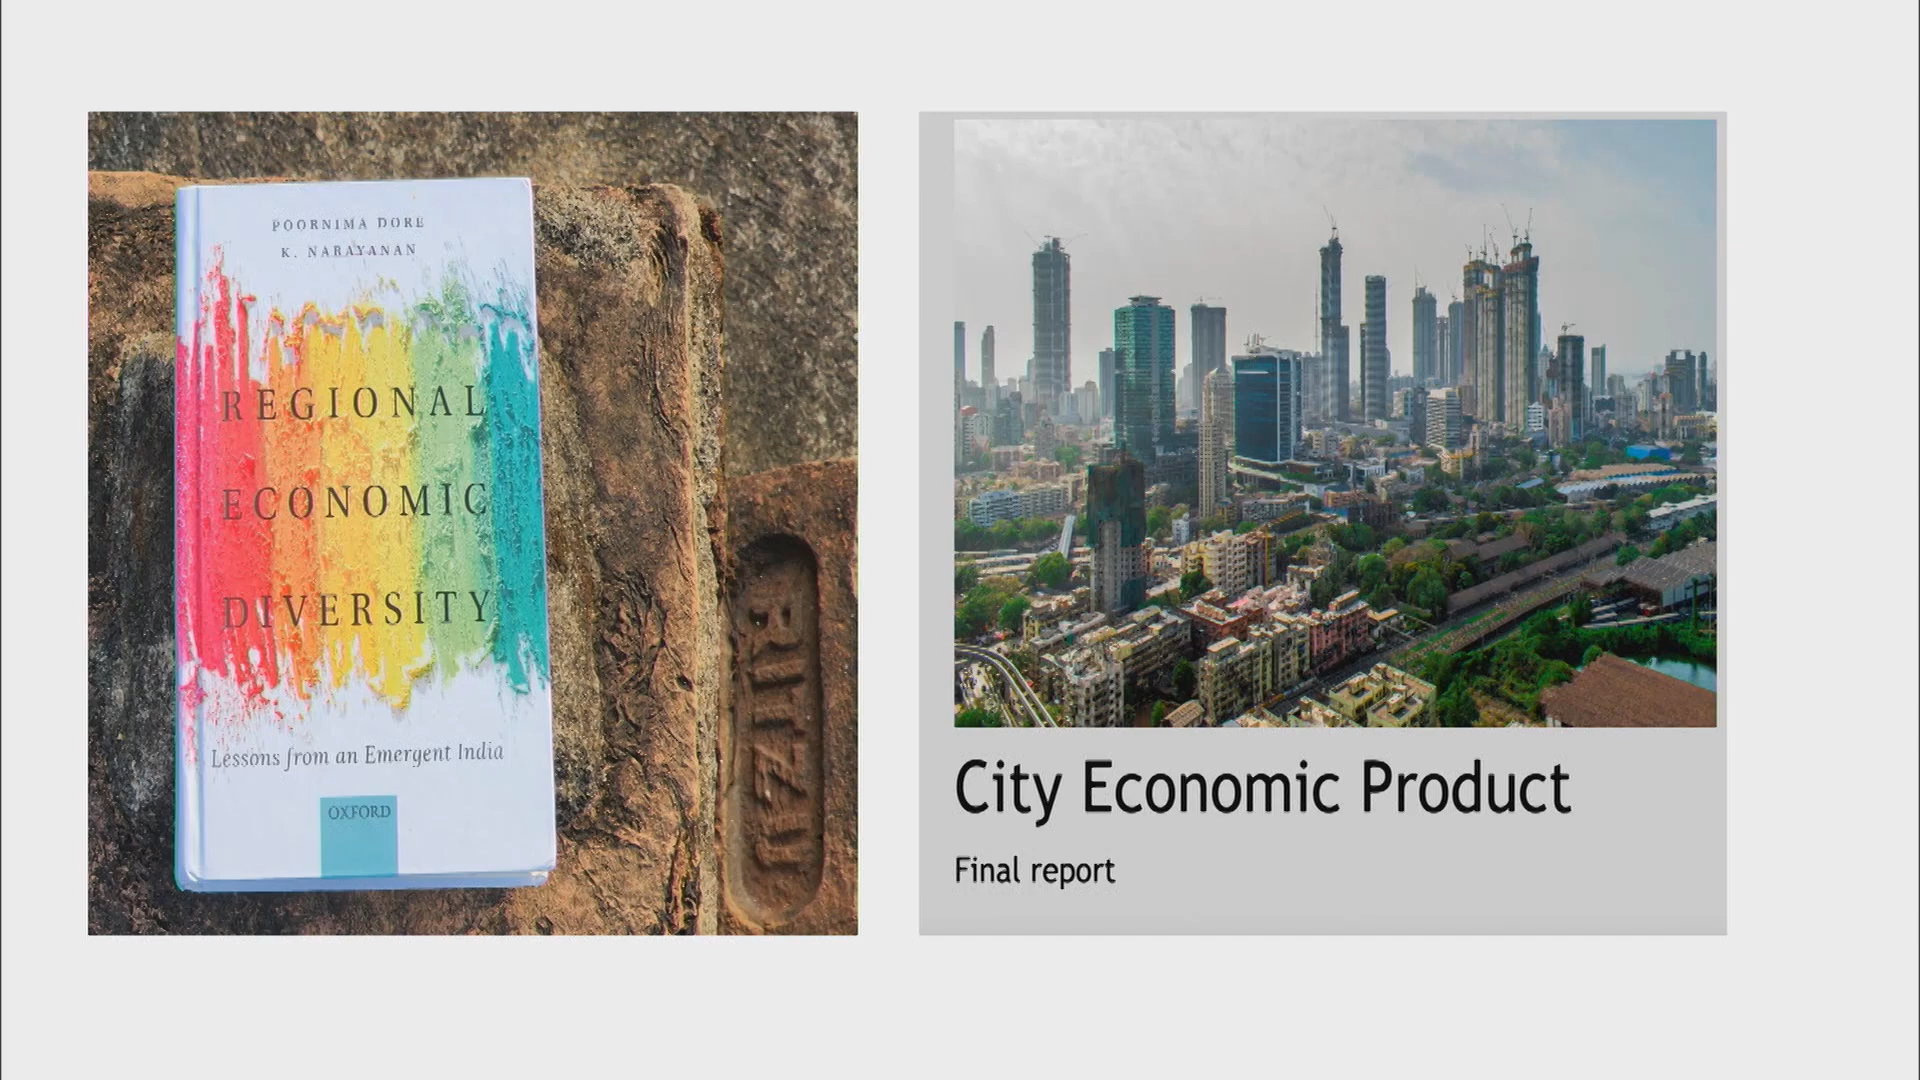 POORNIMA DORE
K. NARAYANAN
REGIONAL
ECONOMIC
DIVERSITY
Lessons from an Emergent India
OXFORD
City Economic Product
Final report